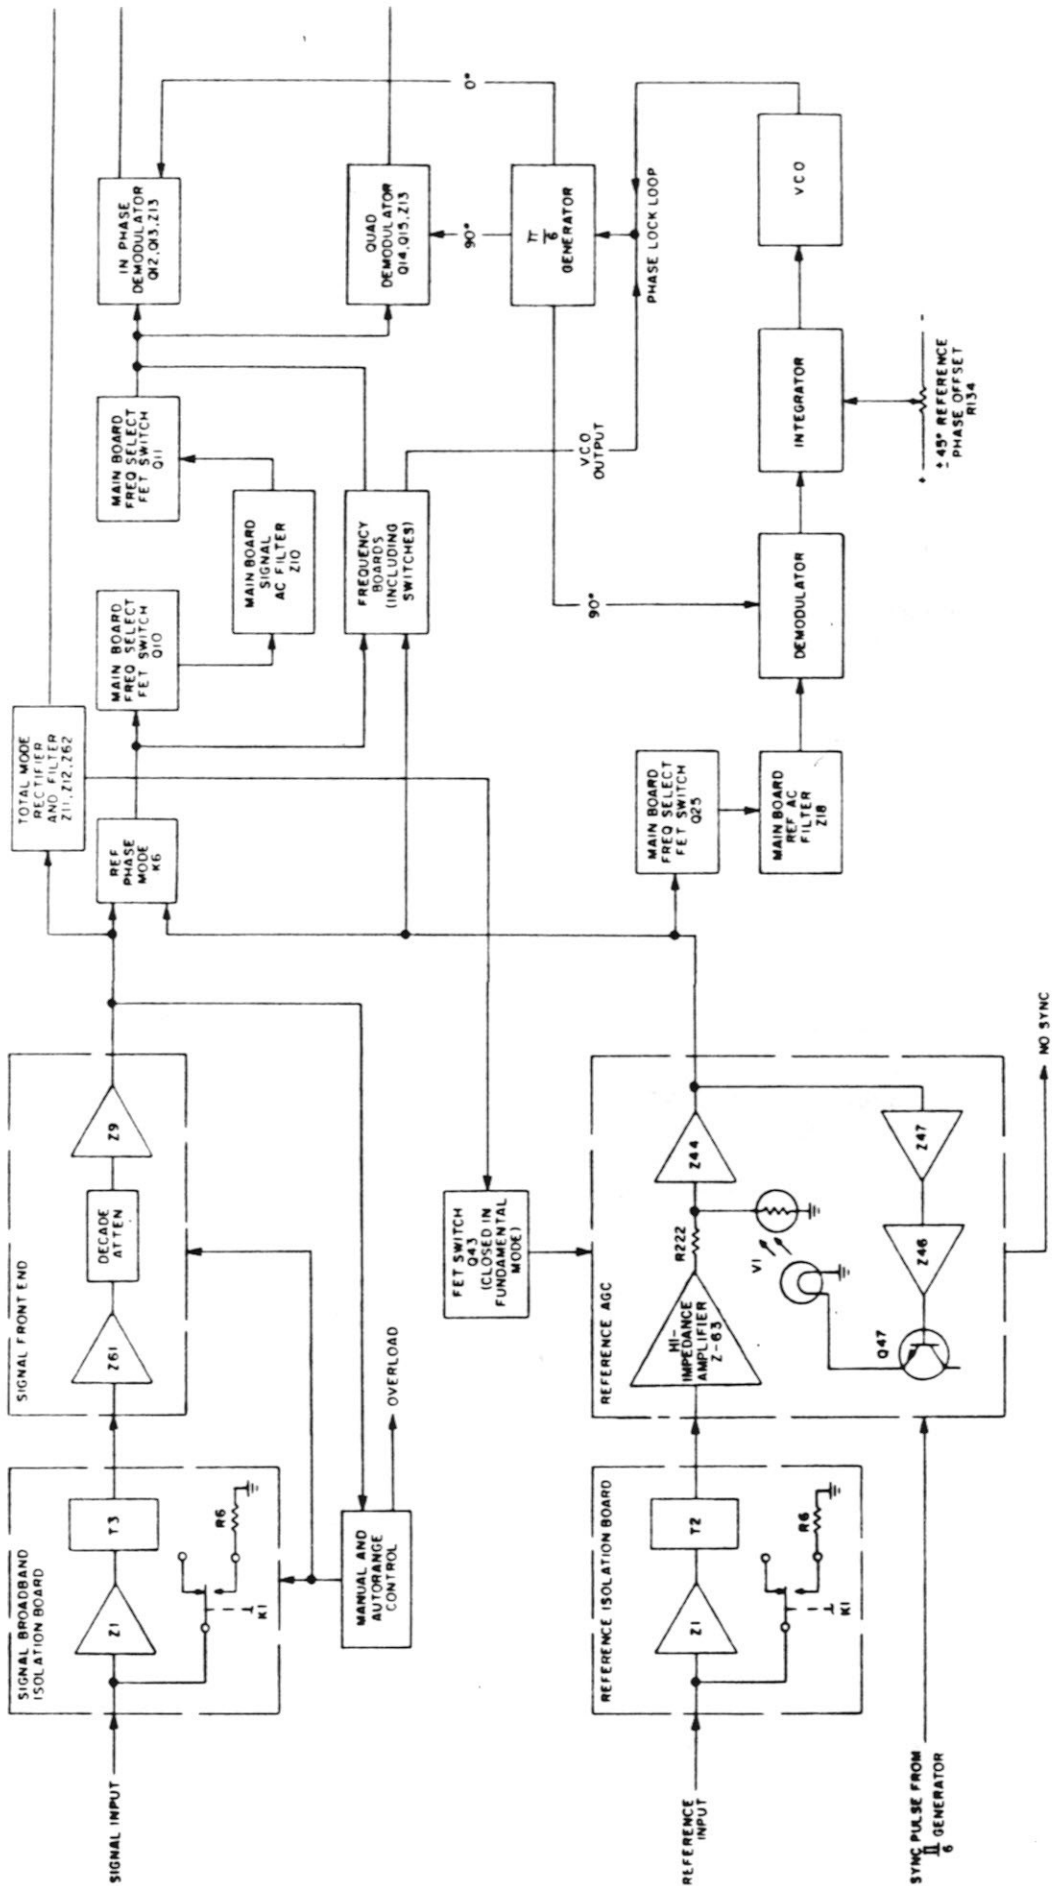 SIGNAL INPUT
SIGNAL BROADBAND
ISOLATION BOARD
Z1
T3
R6
K1
MANUAL AND
AUTORANGE
CONTROL
OVERLOAD
SIGNAL FRONT END
Z61
DECADE
ATTEN
Z9
TOTAL MODE
RECTIFIER
AND FILTER
Z11,Z12,Z62
REF
PHASE
MODE
K6
MAIN BOARD
FREQ SELECT
FET SWITCH
Q10
MAIN BOARD
SIGNAL
AC FILTER
Z10
MAIN BOARD
FREQ SELECT
FET SWITCH
Q11
FREQUENCY
BOARDS
(INCLUDING
SWITCHES)
IN PHASE
DEMODULATOR
Q12,Q13,Z13
QUAD
DEMODULATOR
Q14,Q15,Z13
0°
90°
π
6
GENERATOR
VCO
OUTPUT
PHASE LOCK LOOP
90°
FET SWITCH
Q43
(CLOSED IN
FUNDAMENTAL
MODE)
REFERENCE
INPUT
REFERENCE ISOLATION BOARD
Z1
T2
R6
K1
REFERENCE AGC
HI-
IMPEDANCE
AMPLIFIER
Z-63
R222
Z44
V1
Q47
Z46
Z47
NO SYNC
SYNC PULSE FROM
π
6
GENERATOR
MAIN BOARD
FREQ SELECT
FET SWITCH
Q25
MAIN BOARD
REF AC
FILTER
Z18
DEMODULATOR
INTEGRATOR
VCO
+
-
±45° REFERENCE
PHASE OFFSET
R134